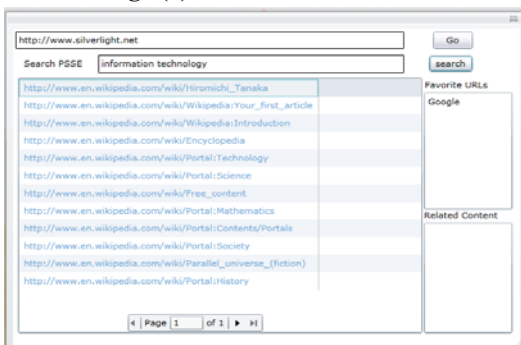 http://www.silverlight.net
Go
Search PSSE
information technology
search
http://www.en.wikipedia.com/wiki/Hiromichi_Tanaka
http://www.en.wikipedia.com/wiki/Wikipedia:Your_first_article
http://www.en.wikipedia.com/wiki/Wikipedia:Introduction
http://www.en.wikipedia.com/wiki/Encyclopedia
http://www.en.wikipedia.com/wiki/Portal:Technology
http://www.en.wikipedia.com/wiki/Portal:Science
http://www.en.wikipedia.com/wiki/Free_content
http://www.en.wikipedia.com/wiki/Portal:Mathematics
http://www.en.wikipedia.com/wiki/Portal:Contents/Portals
http://www.en.wikipedia.com/wiki/Portal:Society
http://www.en.wikipedia.com/wiki/Parallel_universe_(fiction)
http://www.en.wikipedia.com/wiki/Portal:History
Page 1 of 1
Favorite URLs
Google
Related Content